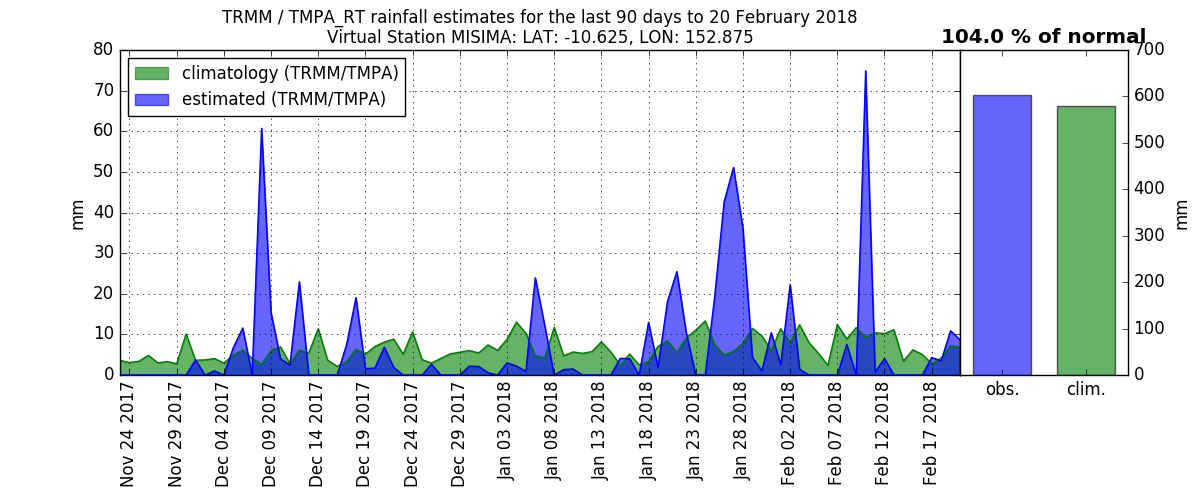 TRMM / TMPA_RT rainfall estimates for the last 90 days to 20 February 2018
Virtual Station MISIMA: LAT: -10.625, LON: 152.875
104.0 % of normal
climatology (TRMM/TMPA)
estimated (TRMM/TMPA)
80
70
60
50
40
30
20
10
0
mm
Nov 24 2017
Nov 29 2017
Dec 04 2017
Dec 09 2017
Dec 14 2017
Dec 19 2017
Dec 24 2017
Dec 29 2017
Jan 03 2018
Jan 08 2018
Jan 13 2018
Jan 18 2018
Jan 23 2018
Jan 28 2018
Feb 02 2018
Feb 07 2018
Feb 12 2018
Feb 17 2018
obs.
clim.
700
600
500
400
300
200
100
0
mm